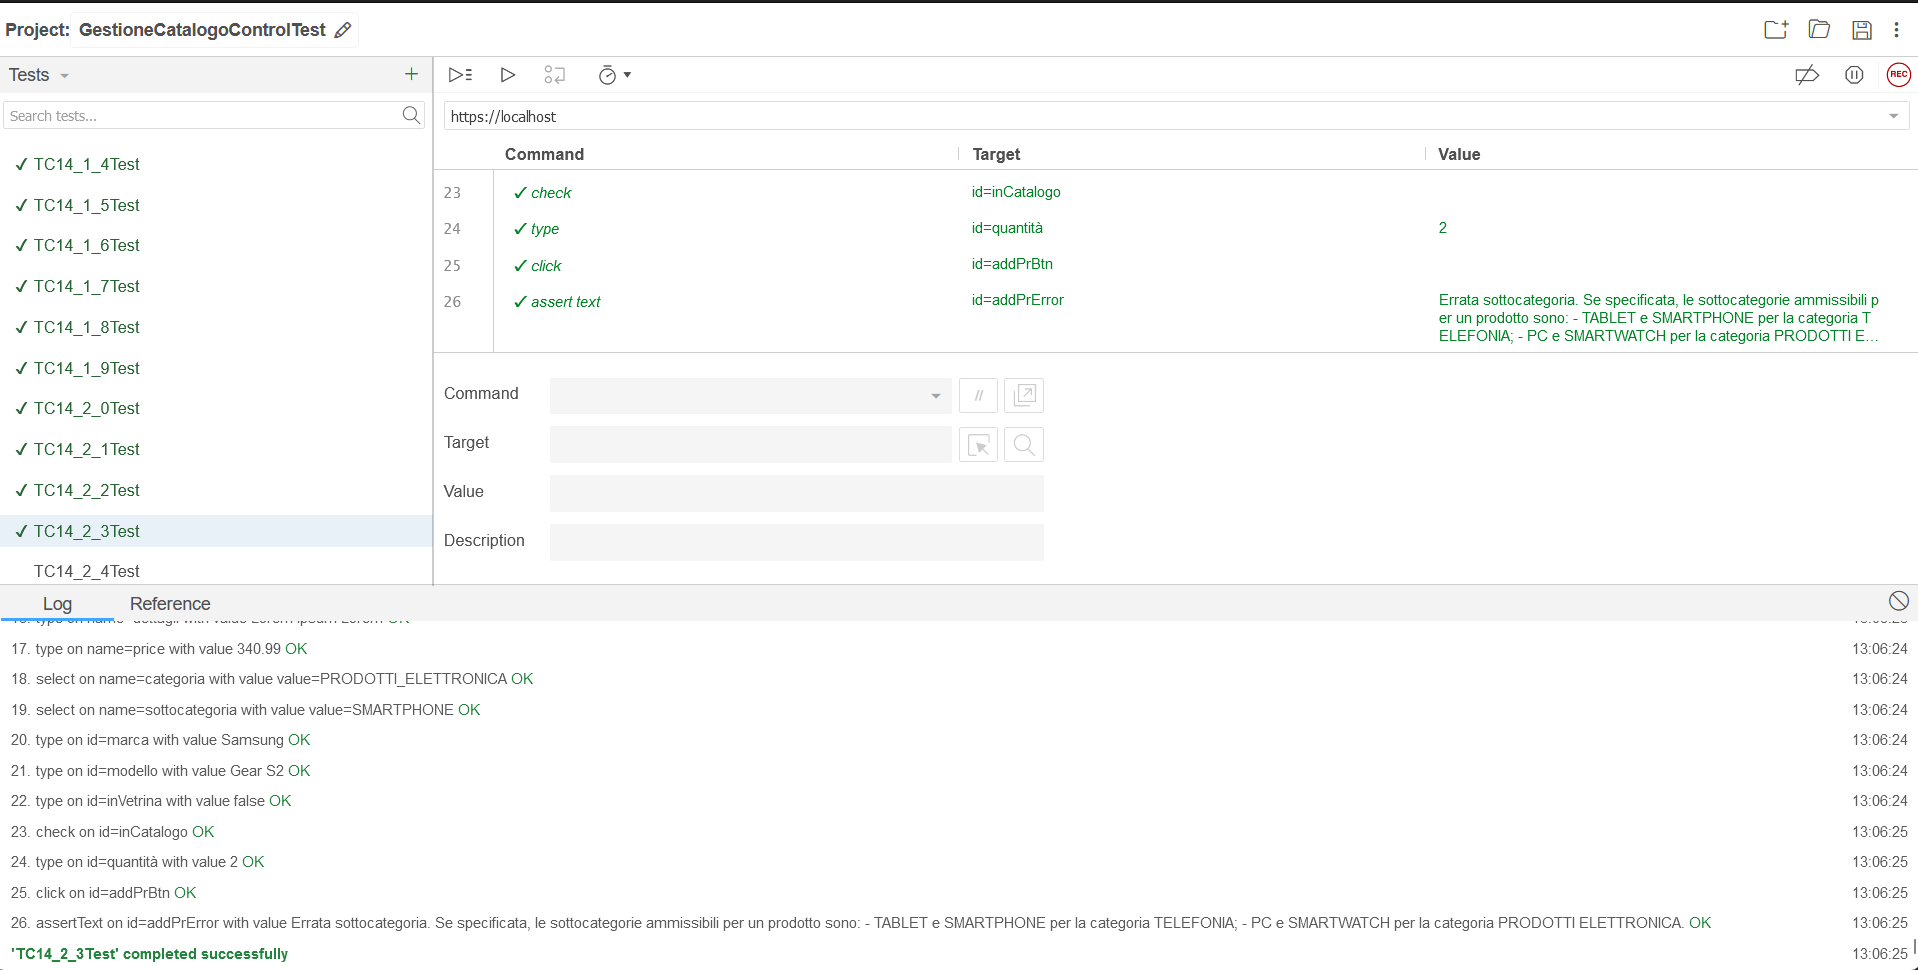 Project: GestioneCatalogoControlTest
Tests
Search tests...
TC14_1_4Test
TC14_1_5Test
TC14_1_6Test
TC14_1_7Test
TC14_1_8Test
TC14_1_9Test
TC14_2_0Test
TC14_2_1Test
TC14_2_2Test
TC14_2_3Test
TC14_2_4Test
REC
https://localhost
Command Target Value
23 check id=inCatalogo
24 type id=quantità 2
25 click id=addPrBtn
26 assert text id=addPrError Errata sottocategoria. Se specificata, le sottocategorie ammissibili p
er un prodotto sono: - TABLET e SMARTPHONE per la categoria T
ELEFONIA; - PC e SMARTWATCH per la categoria PRODOTTI E...
Command //
Target
Value
Description
Log Reference
17. type on name=price with value 340.99 OK 13:06:24
18. select on name=categoria with value value=PRODOTTI_ELETTRONICA OK 13:06:24
19. select on name=sottocategoria with value value=SMARTPHONE OK 13:06:24
20. type on id=marca with value Samsung OK 13:06:24
21. type on id=modello with value Gear S2 OK 13:06:24
22. type on id=inVetrina with value false OK 13:06:24
23. check on id=inCatalogo OK 13:06:25
24. type on id=quantità with value 2 OK 13:06:25
25. click on id=addPrBtn OK 13:06:25
26. assertText on id=addPrError with value Errata sottocategoria. Se specificata, le sottocategorie ammissibili per un prodotto sono: - TABLET e SMARTPHONE per la categoria TELEFONIA; - PC e SMARTWATCH per la categoria PRODOTTI ELETTRONICA. OK 13:06:25
'TC14_2_3Test' completed successfully 13:06:25